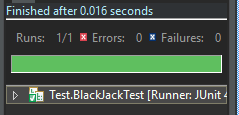 Finished after 0.016 seconds
Runs: 1/1 Errors: 0 Failures: 0
Test.BlackJackTest [Runner: JUnit 4